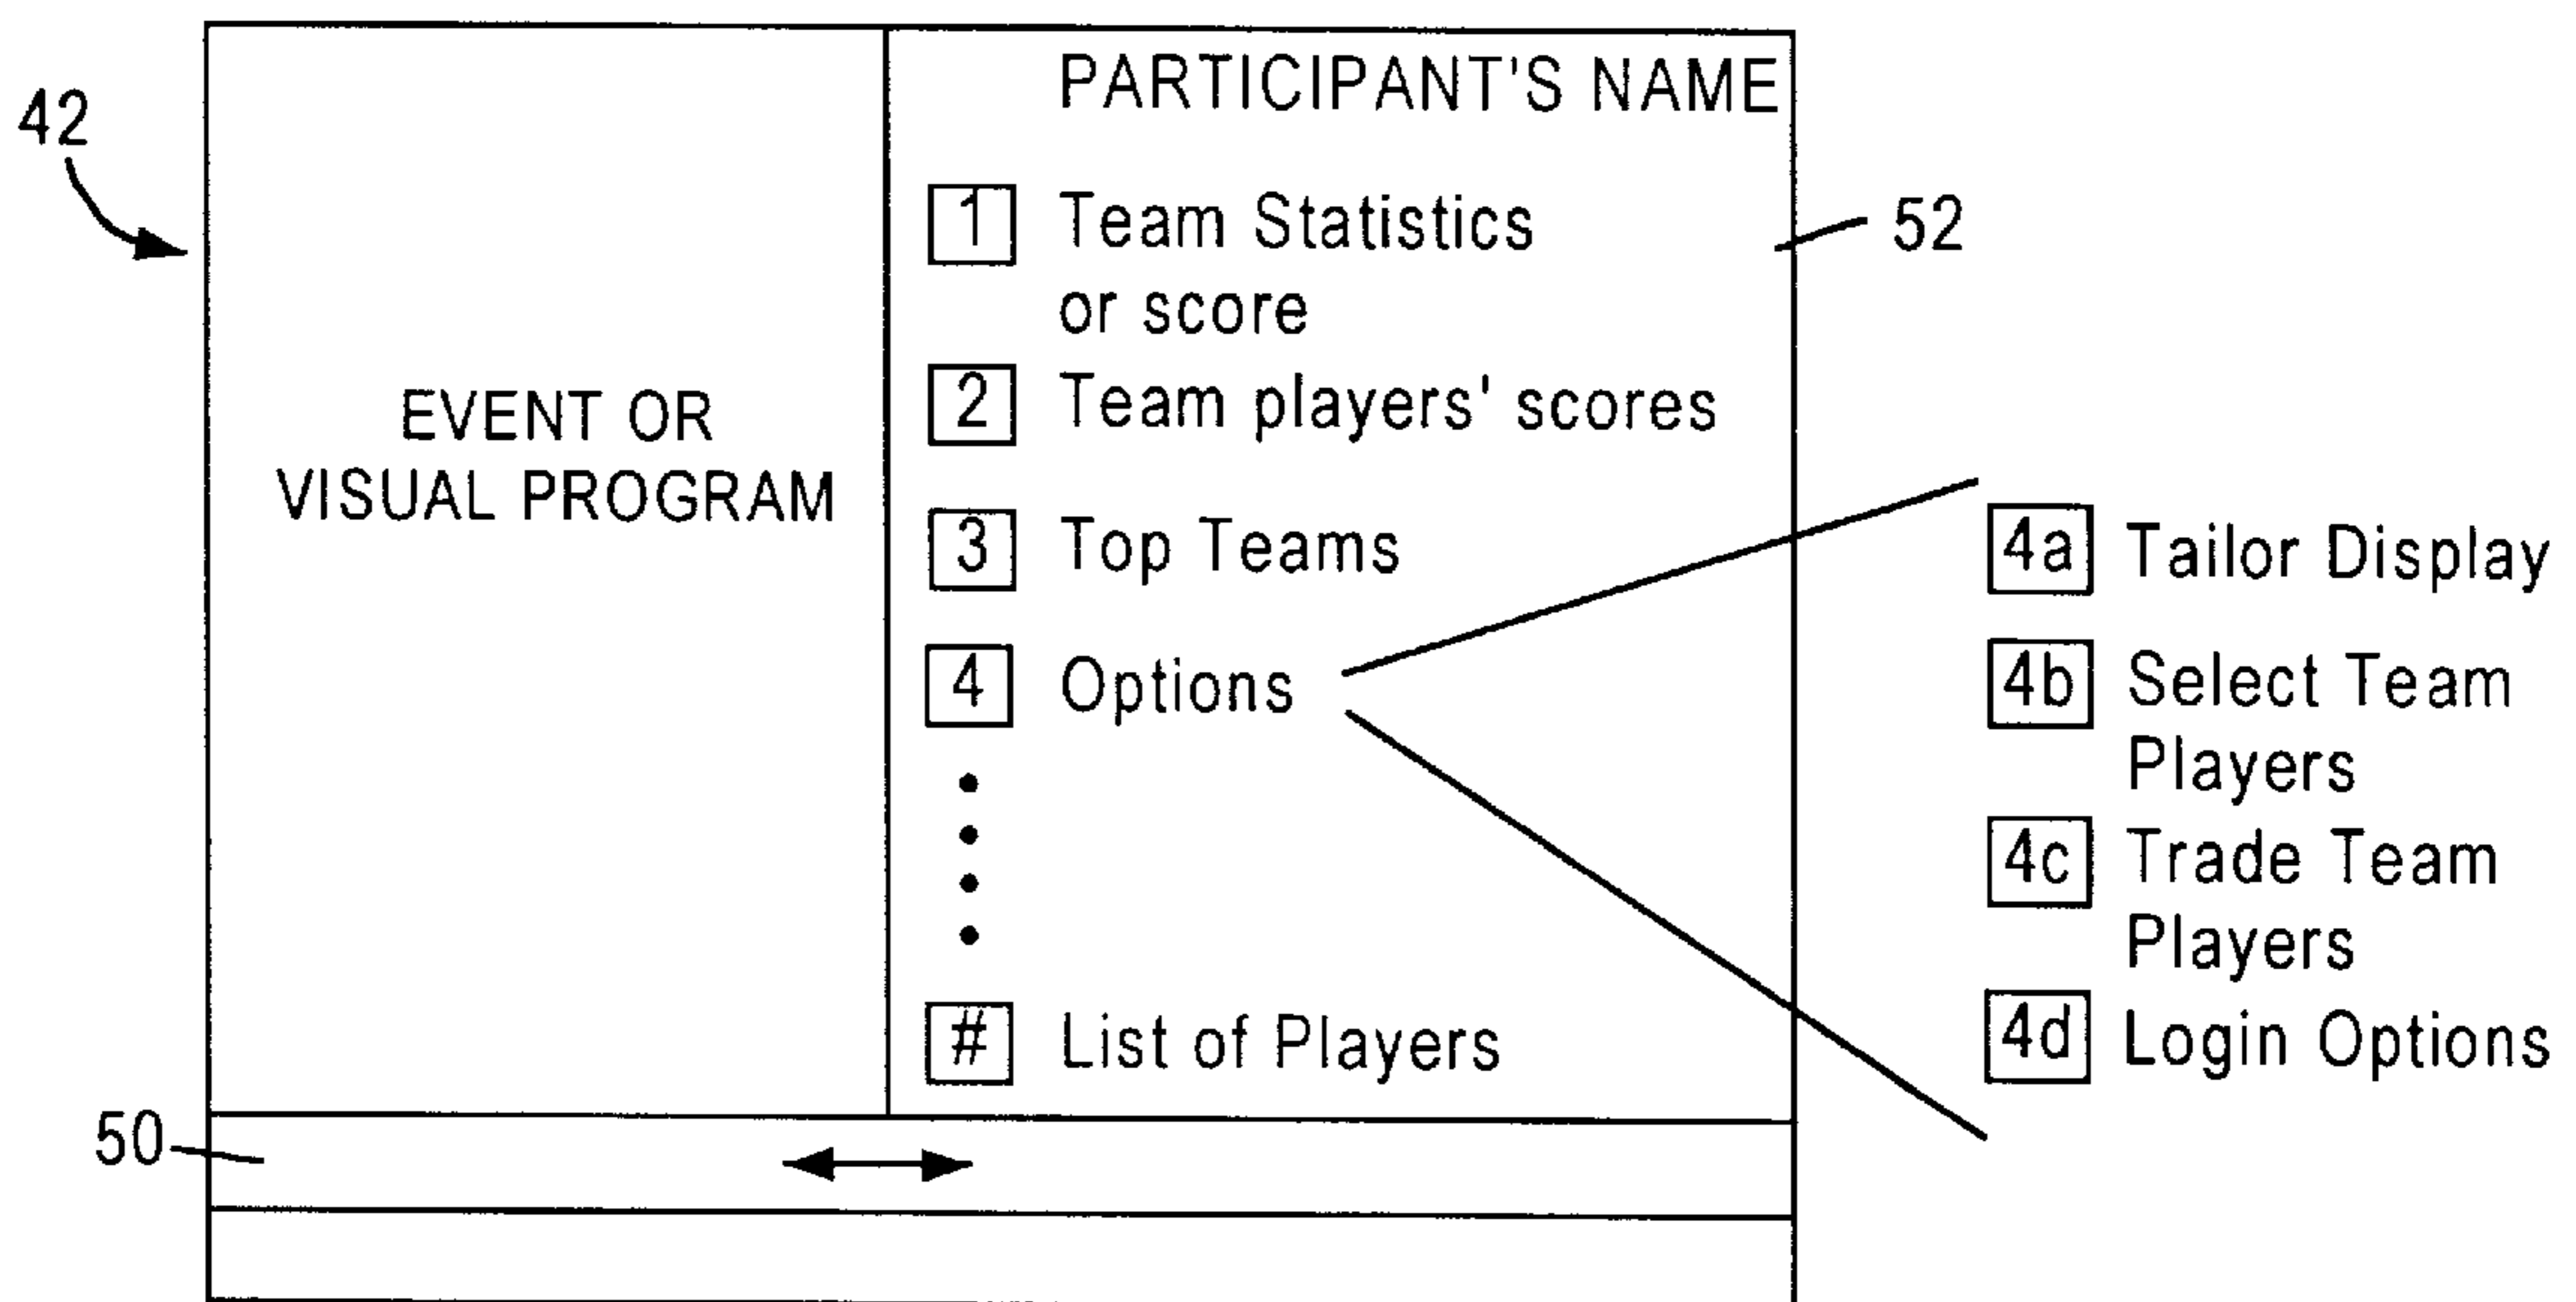 42
EVENT OR
VISUAL PROGRAM
PARTICIPANT'S NAME
1 Team Statistics
or score
2 Team players' scores
3 Top Teams
4 Options
# List of Players
52
4a Tailor Display
4b Select Team
Players
4c Trade Team
Players
4d Login Options
50